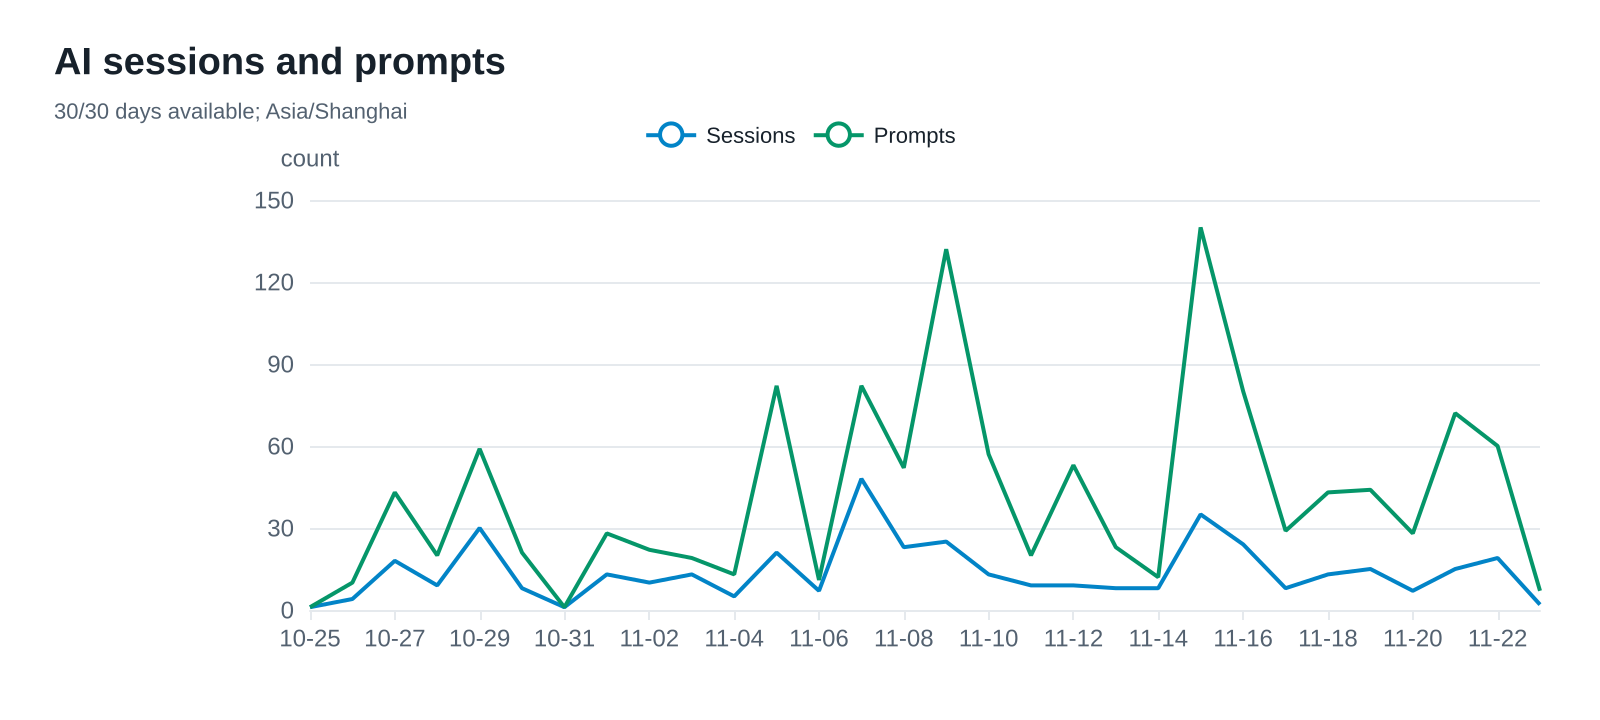 AI sessions and prompts
30/30 days available; Asia/Shanghai
Sessions Prompts
count
150
120
90
60
30
0
10-25 10-27 10-29 10-31 11-02 11-04 11-06 11-08 11-10 11-12 11-14 11-16 11-18 11-20 11-22